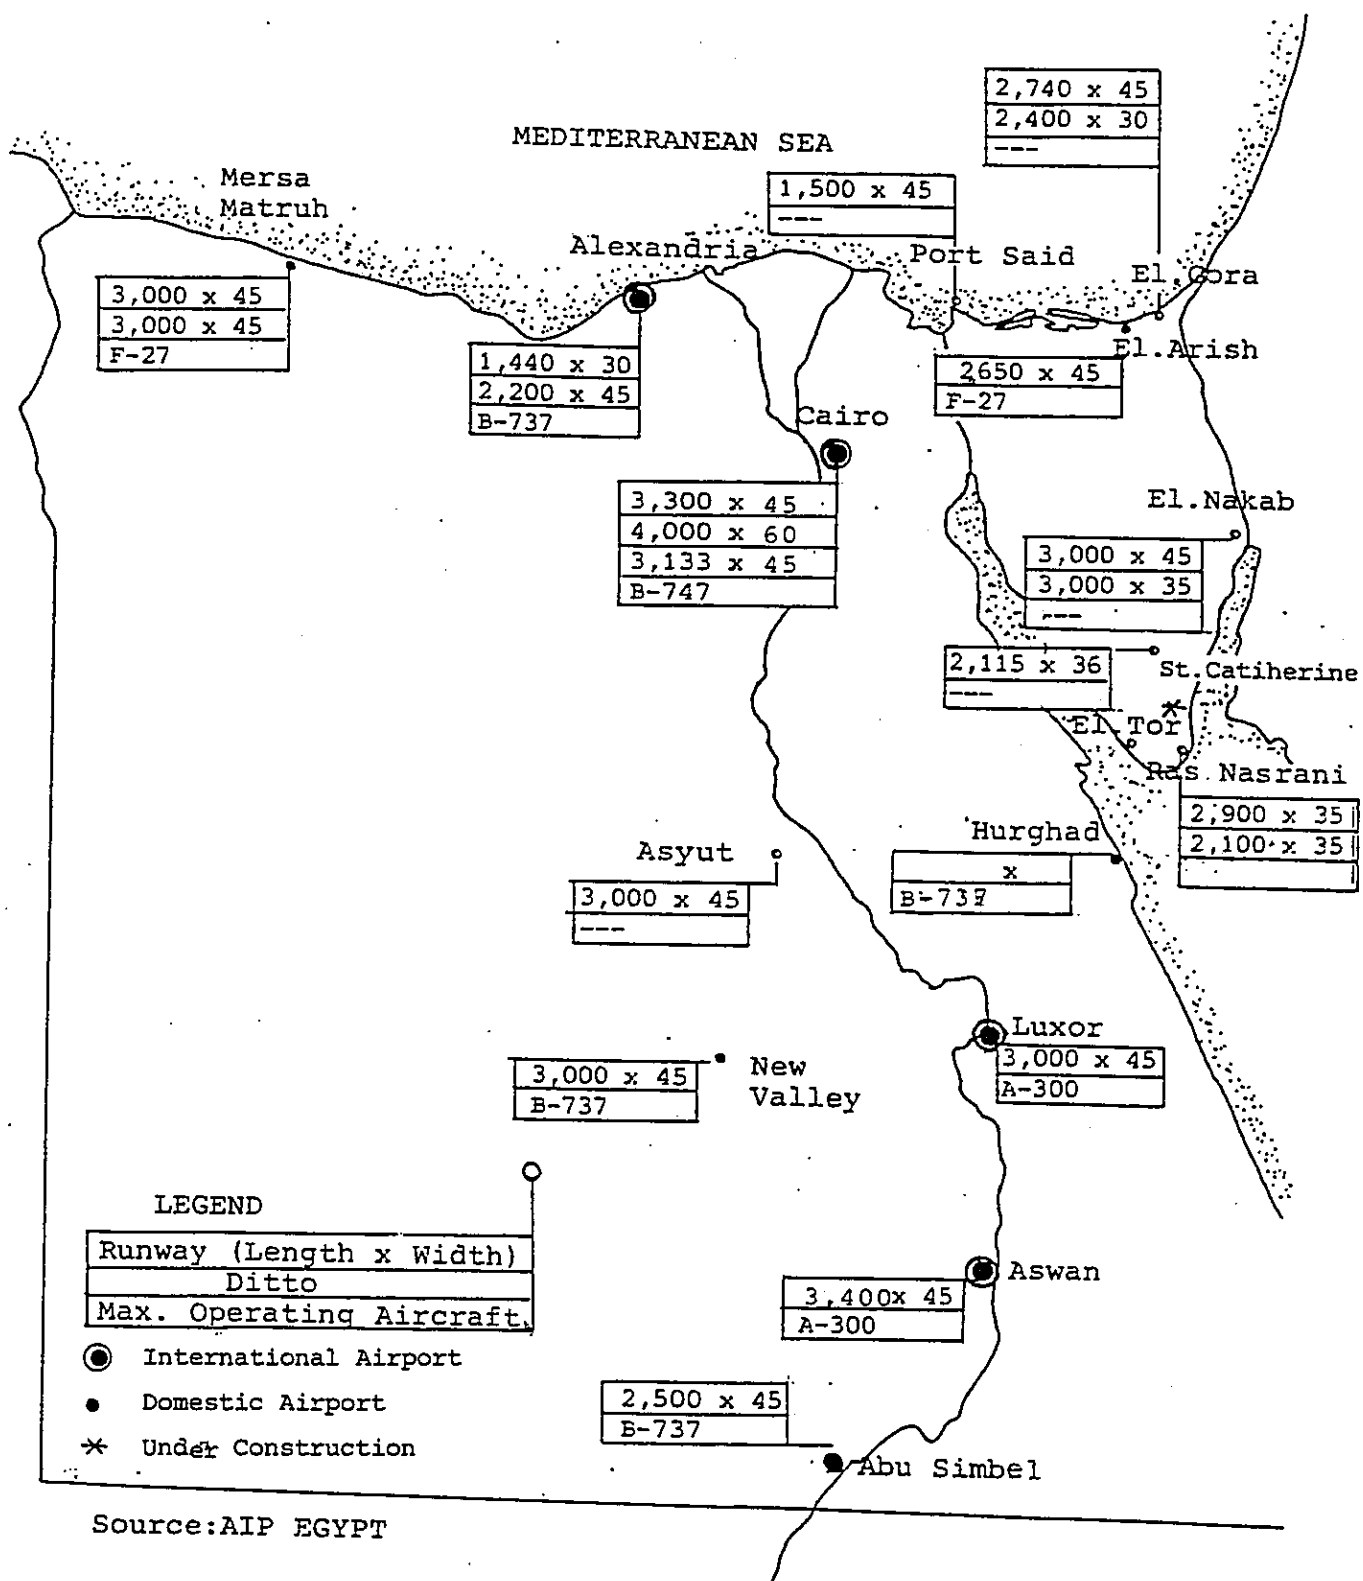 2,740 x 45
2,400 x 30
---
MEDITERRANEAN SEA
Mersa
Matruh
1,500 x 45
---
Alexandria
Port Said
El. Gora
3,000 x 45
3,000 x 45
F-27
El.Arish
1,440 x 30
2,200 x 45
B-737
2,650 x 45
F-27
Cairo
3,300 x 45
4,000 x 60
3,133 x 45
B-747
El.Nakab
3,000 x 45
3,000 x 35
---
2,115 x 36
---
St.Catiherine
El.Tor
Ras Nasrani
2,900 x 35
2,100 x 35
Hurghad
x
B-737
Asyut
3,000 x 45
---
Luxor
3,000 x 45
A-300
New
Valley
3,000 x 45
B-737
LEGEND
Runway (Length x Width)
Ditto
Max. Operating Aircraft
International Airport
Domestic Airport
Under Construction
Aswan
3,400x 45
A-300
2,500 x 45
B-737
Abu Simbel
Source:AIP EGYPT